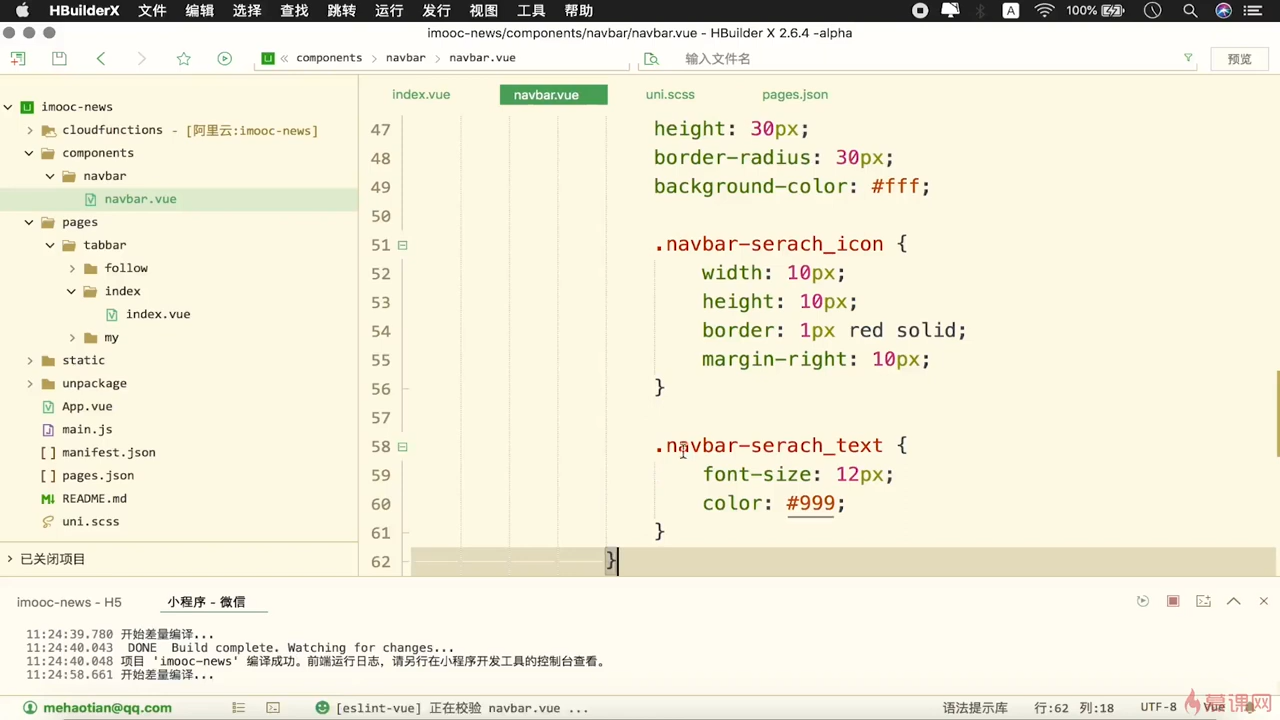 HBuilderX 文件 编辑 选择 查找 跳转 运行 发行 视图 工具 帮助 A 100%
imooc-news/components/navbar/navbar.vue - HBuilder X 2.6.4 -alpha
« components > navbar > navbar.vue 输入文件名 预览
index.vue navbar.vue uni.scss pages.json
imooc-news
cloudfunctions - [阿里云:imooc-news]
components
navbar
navbar.vue
pages
tabbar
follow
index
index.vue
my
static
unpackage
App.vue
main.js
manifest.json
pages.json
README.md
uni.scss
已关闭项目
47 height: 30px;
48 border-radius: 30px;
49 background-color: #fff;
50
51 .navbar-serach_icon {
52 width: 10px;
53 height: 10px;
54 border: 1px red solid;
55 margin-right: 10px;
56 }
57
58 .navbar-serach_text {
59 font-size: 12px;
60 color: #999;
61 }
62 }
imooc-news - H5 小程序 - 微信
11:24:39.780 开始差量编译...
11:24:40.043 DONE Build complete. Watching for changes...
11:24:40.048 项目 'imooc-news' 编译成功。前端运行日志，请另行在小程序开发工具的控制台查看。
11:24:58.661 开始差量编译...
mehaotian@qq.com [eslint-vue] 正在校验 navbar.vue ... 语法提示库 行:62 列:18 UTF-8 Vue
慕课网